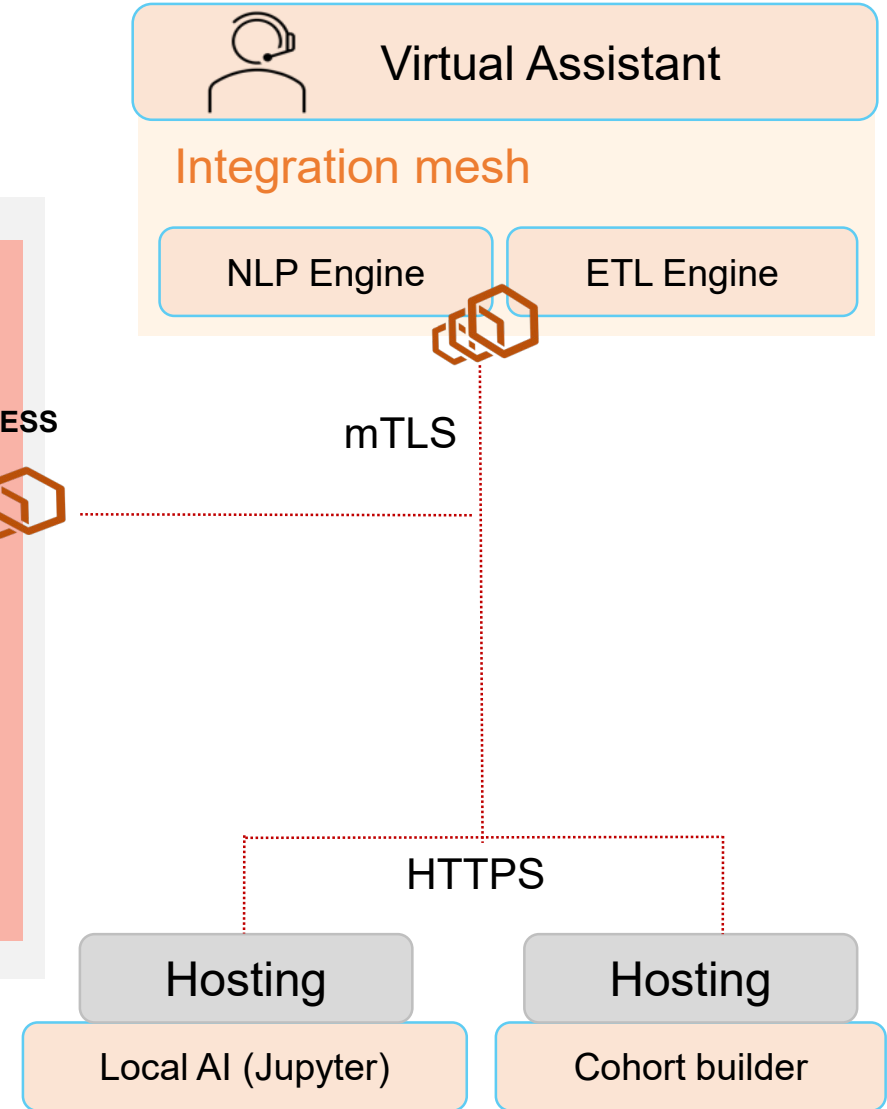 Virtual Assistant
Integration mesh
NLP Engine
ETL Engine
ESS
mTLS
HTTPS
Hosting
Hosting
Local AI (Jupyter)
Cohort builder